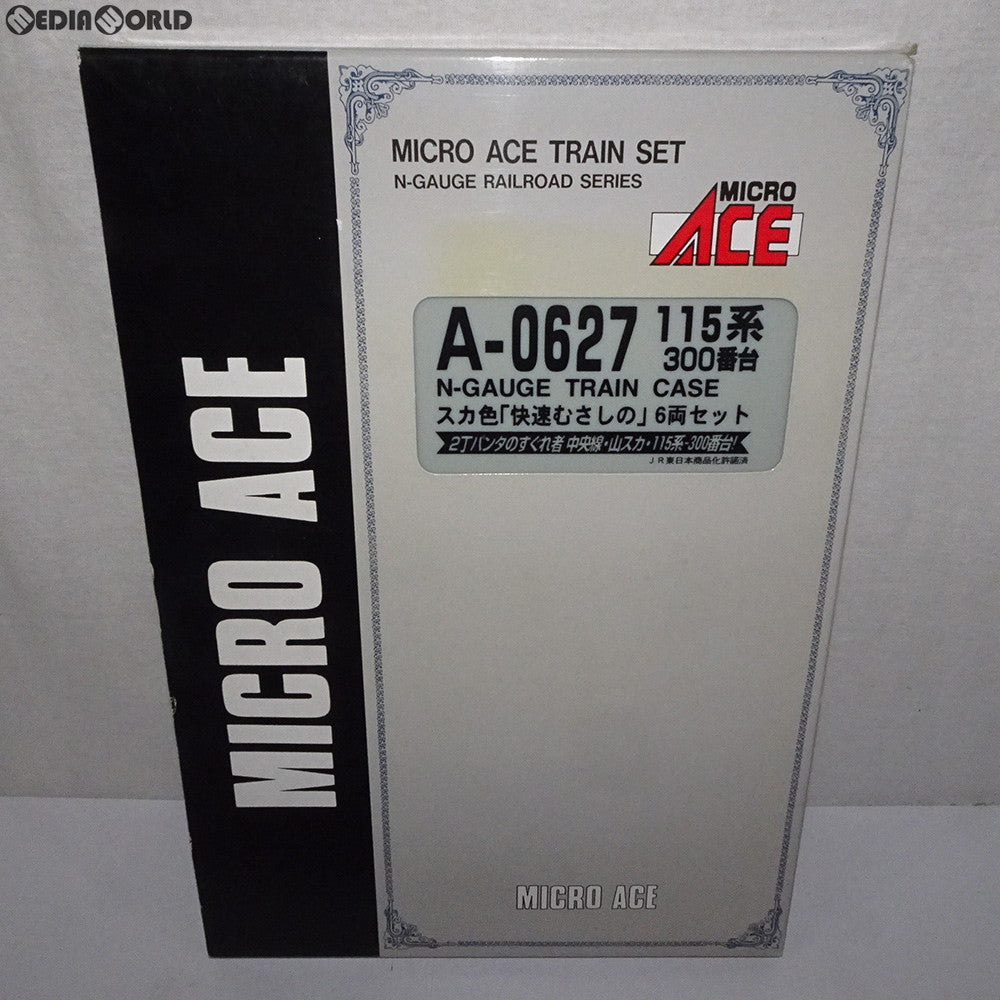 MEDIAWORLD
MICRO ACE
MICRO ACE TRAIN SET
N-GAUGE RAILROAD SERIES
MICRO
ACE
A-0627 115系
300番台
N-GAUGE TRAIN CASE
スカ色「快速むさしの」6両セット
2丁パンタのすぐれ者 中央線・山スカ・115系-300番台!
JR東日本商品化許諾済
MICRO ACE